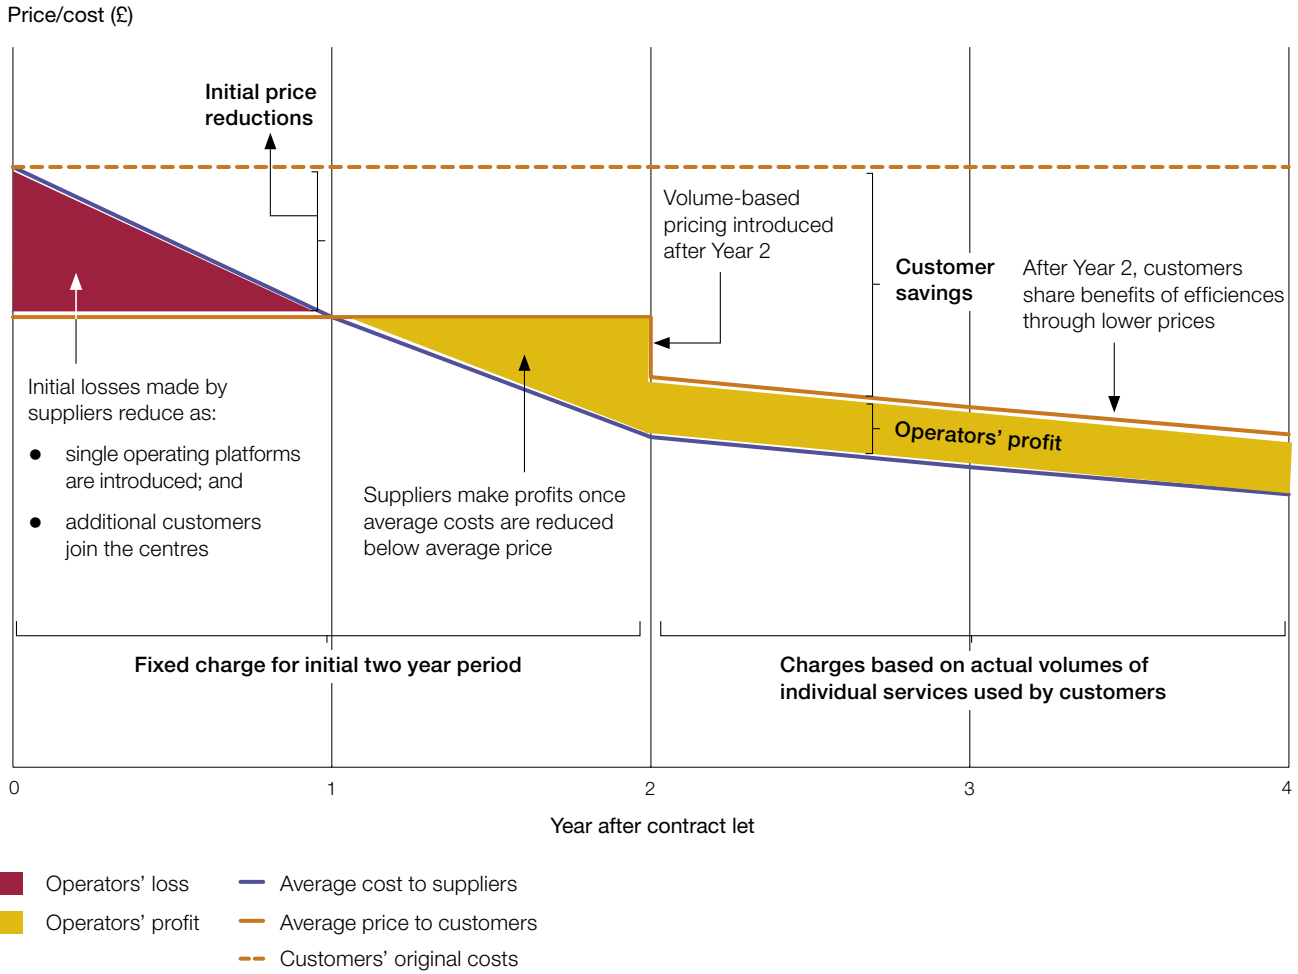 Price/cost (£)
Initial price
reductions
Volume-based
pricing introduced
after Year 2
Customer
savings
After Year 2, customers
share benefits of efficiences
through lower prices
Initial losses made by
suppliers reduce as:
● single operating platforms
are introduced; and
● additional customers
join the centres
Suppliers make profits once
average costs are reduced
below average price
Operators’ profit
Fixed charge for initial two year period
Charges based on actual volumes of
individual services used by customers
0 1 2 3 4
Year after contract let
Operators’ loss
Average cost to suppliers
Operators’ profit
Average price to customers
Customers’ original costs